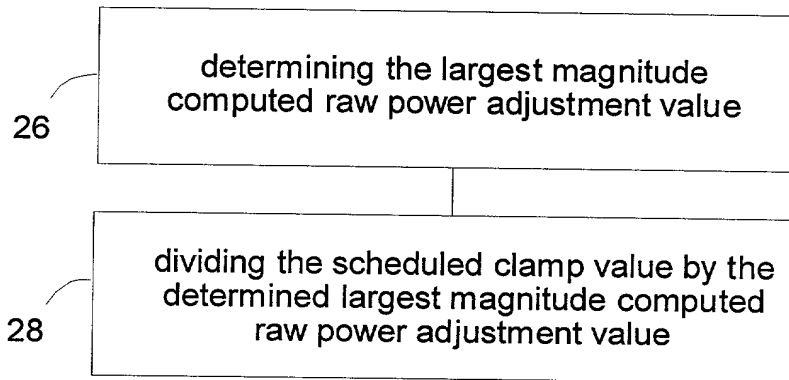 determining the largest magnitude
computed raw power adjustment value
26
dividing the scheduled clamp value by the
determined largest magnitude computed
raw power adjustment value
28